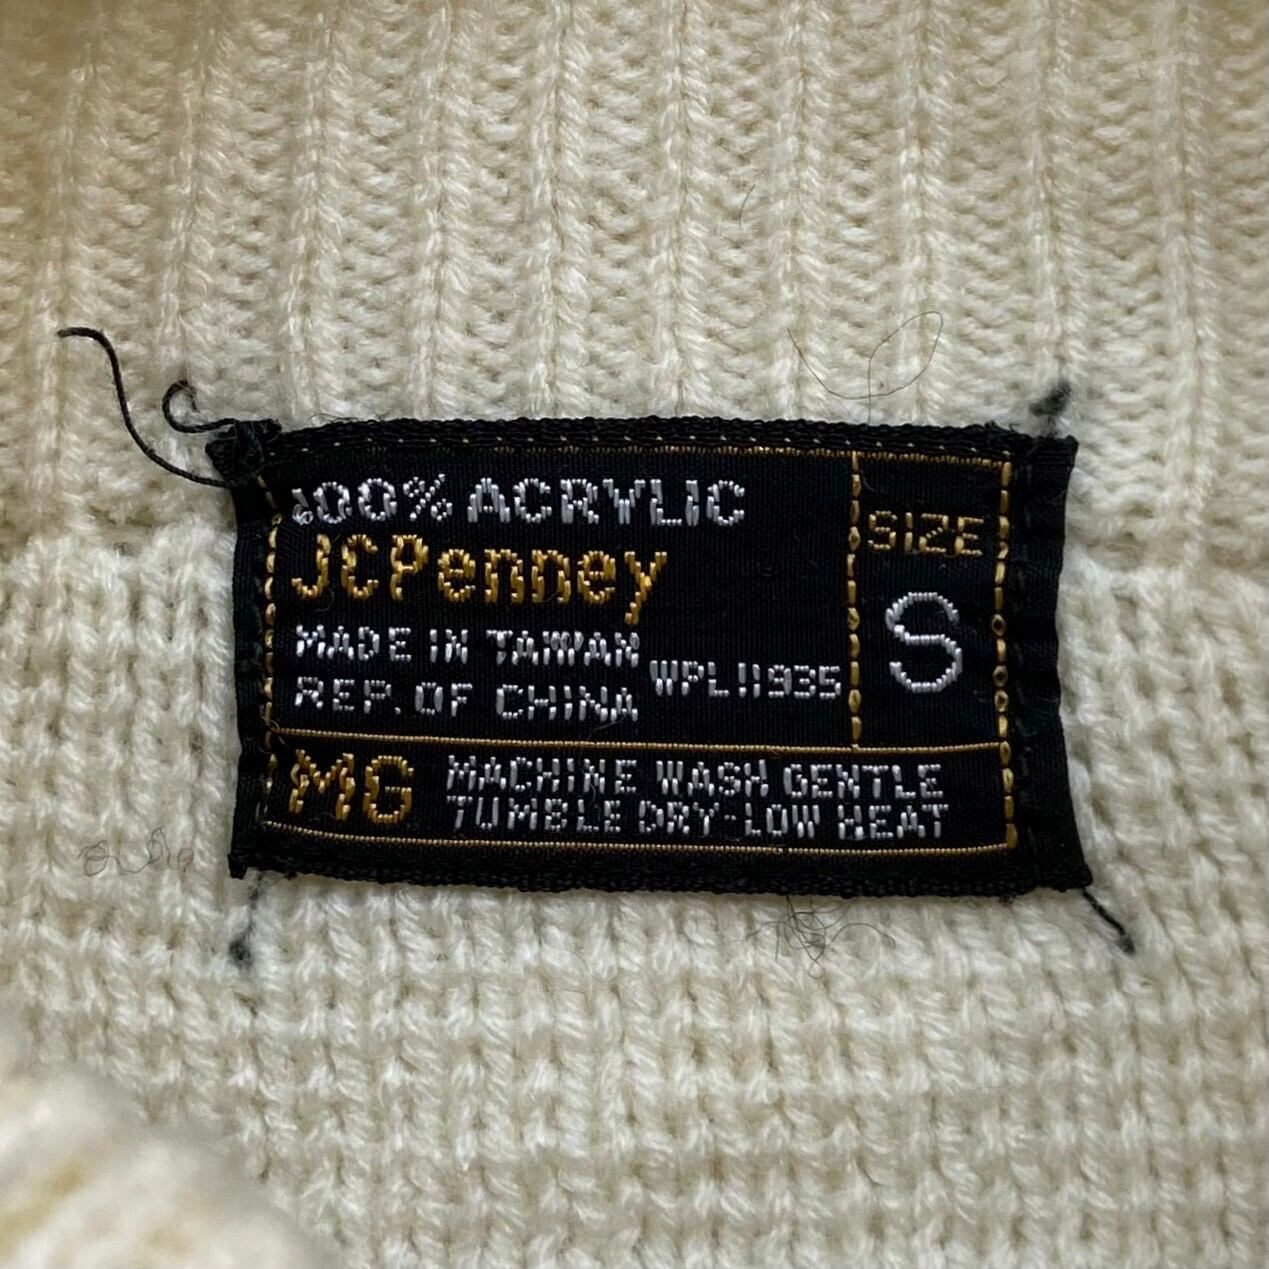 100% ACRYLIC
JCPenney
MADE IN TAIWAN
REP. OF CHINA
WPL11935
SIZE
S
MG
MACHINE WASH GENTLE
TUMBLE DRY-LOW HEAT